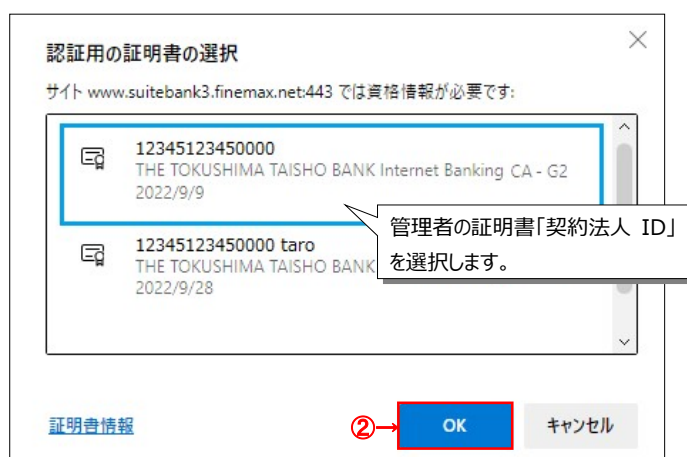 認証用の証明書の選択
サイト www.suitebank3.finemax.net:443 では資格情報が必要です:
12345123450000
THE TOKUSHIMA TAISHO BANK Internet Banking CA - G2
2022/9/9
管理者の証明書「契約法人 ID」
を選択します。
12345123450000 taro
THE TOKUSHIMA TAISHO BANK
2022/9/28
証明書情報
②→
OK
キャンセル